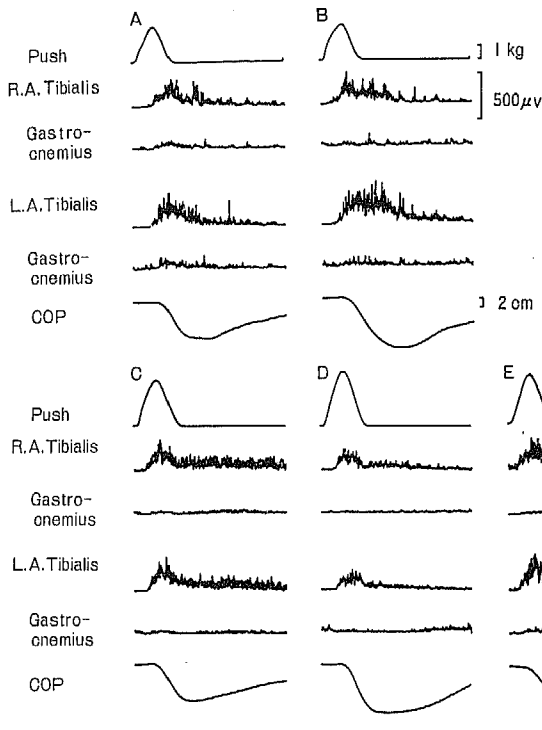 A
B
Push
1 kg
R.A.Tibialis
500μv
Gastro-
cnemius
L.A.Tibialis
Gastro-
cnemius
COP
2 cm
C
D
E
Push
R.A.Tibialis
Gastro-
cnemius
L.A.Tibialis
Gastro-
cnemius
COP